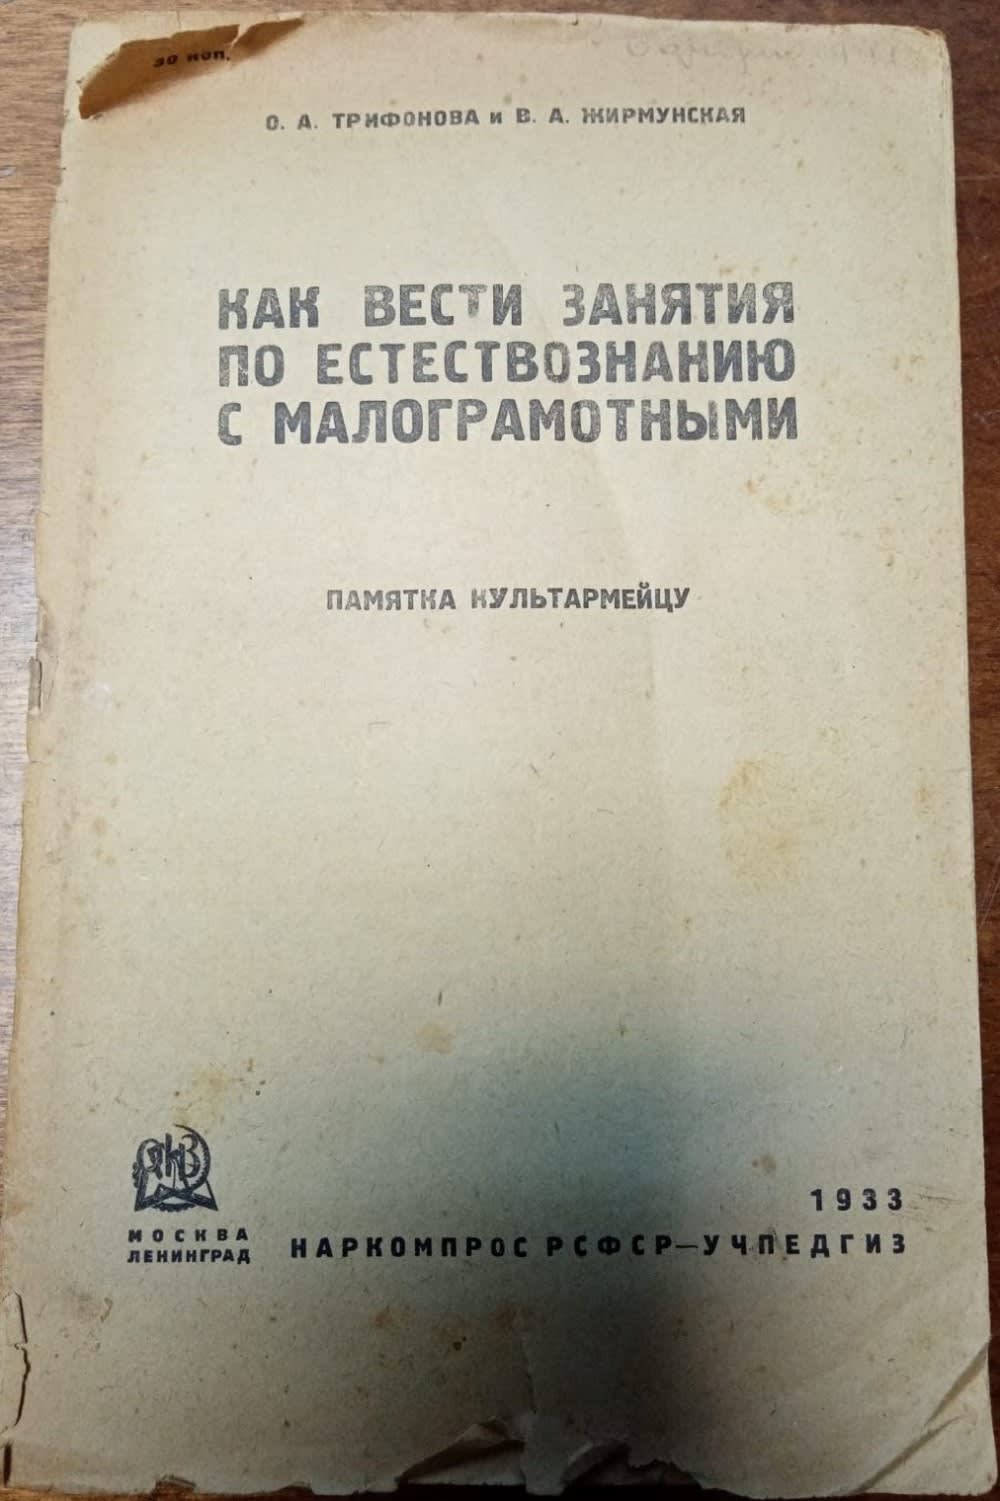 30 коп.
О. А. ТРИФОНОВА и В. А. ЖИРМУНСКАЯ
КАК ВЕСТИ ЗАНЯТИЯ
ПО ЕСТЕСТВОЗНАНИЮ
С МАЛОГРАМОТНЫМИ
ПАМЯТКА КУЛЬТАРМЕЙЦУ
1933
МОСКВА
ЛЕНИНГРАД
НАРКОМПРОС РСФСР—УЧПЕДГИЗ